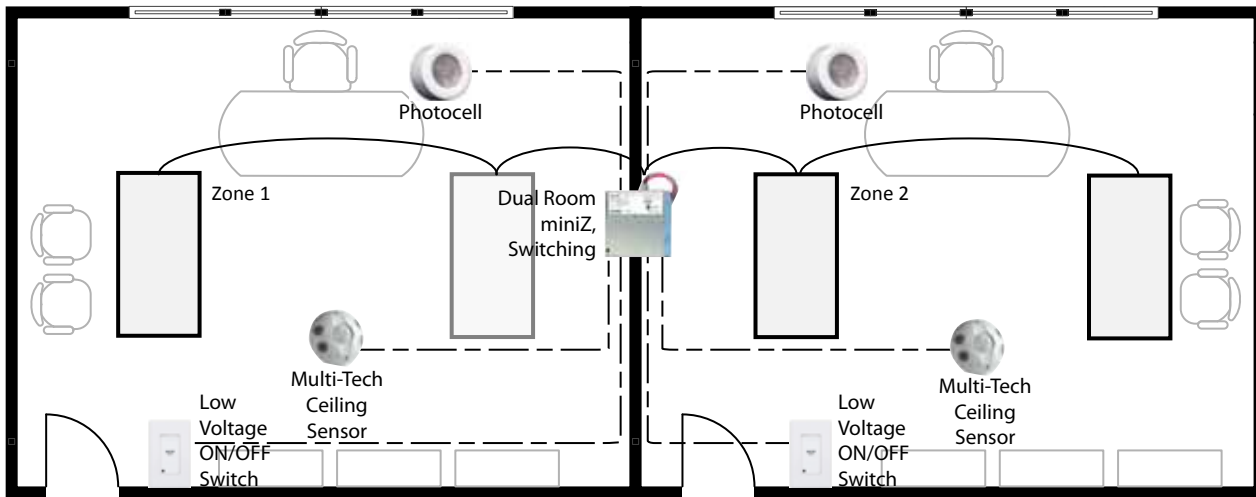 Photocell
Photocell
Zone 1
Dual Room
miniZ,
Switching
Zone 2
Multi-Tech
Ceiling
Sensor
Multi-Tech
Ceiling
Sensor
Low
Voltage
ON/OFF
Switch
Low
Voltage
ON/OFF
Switch